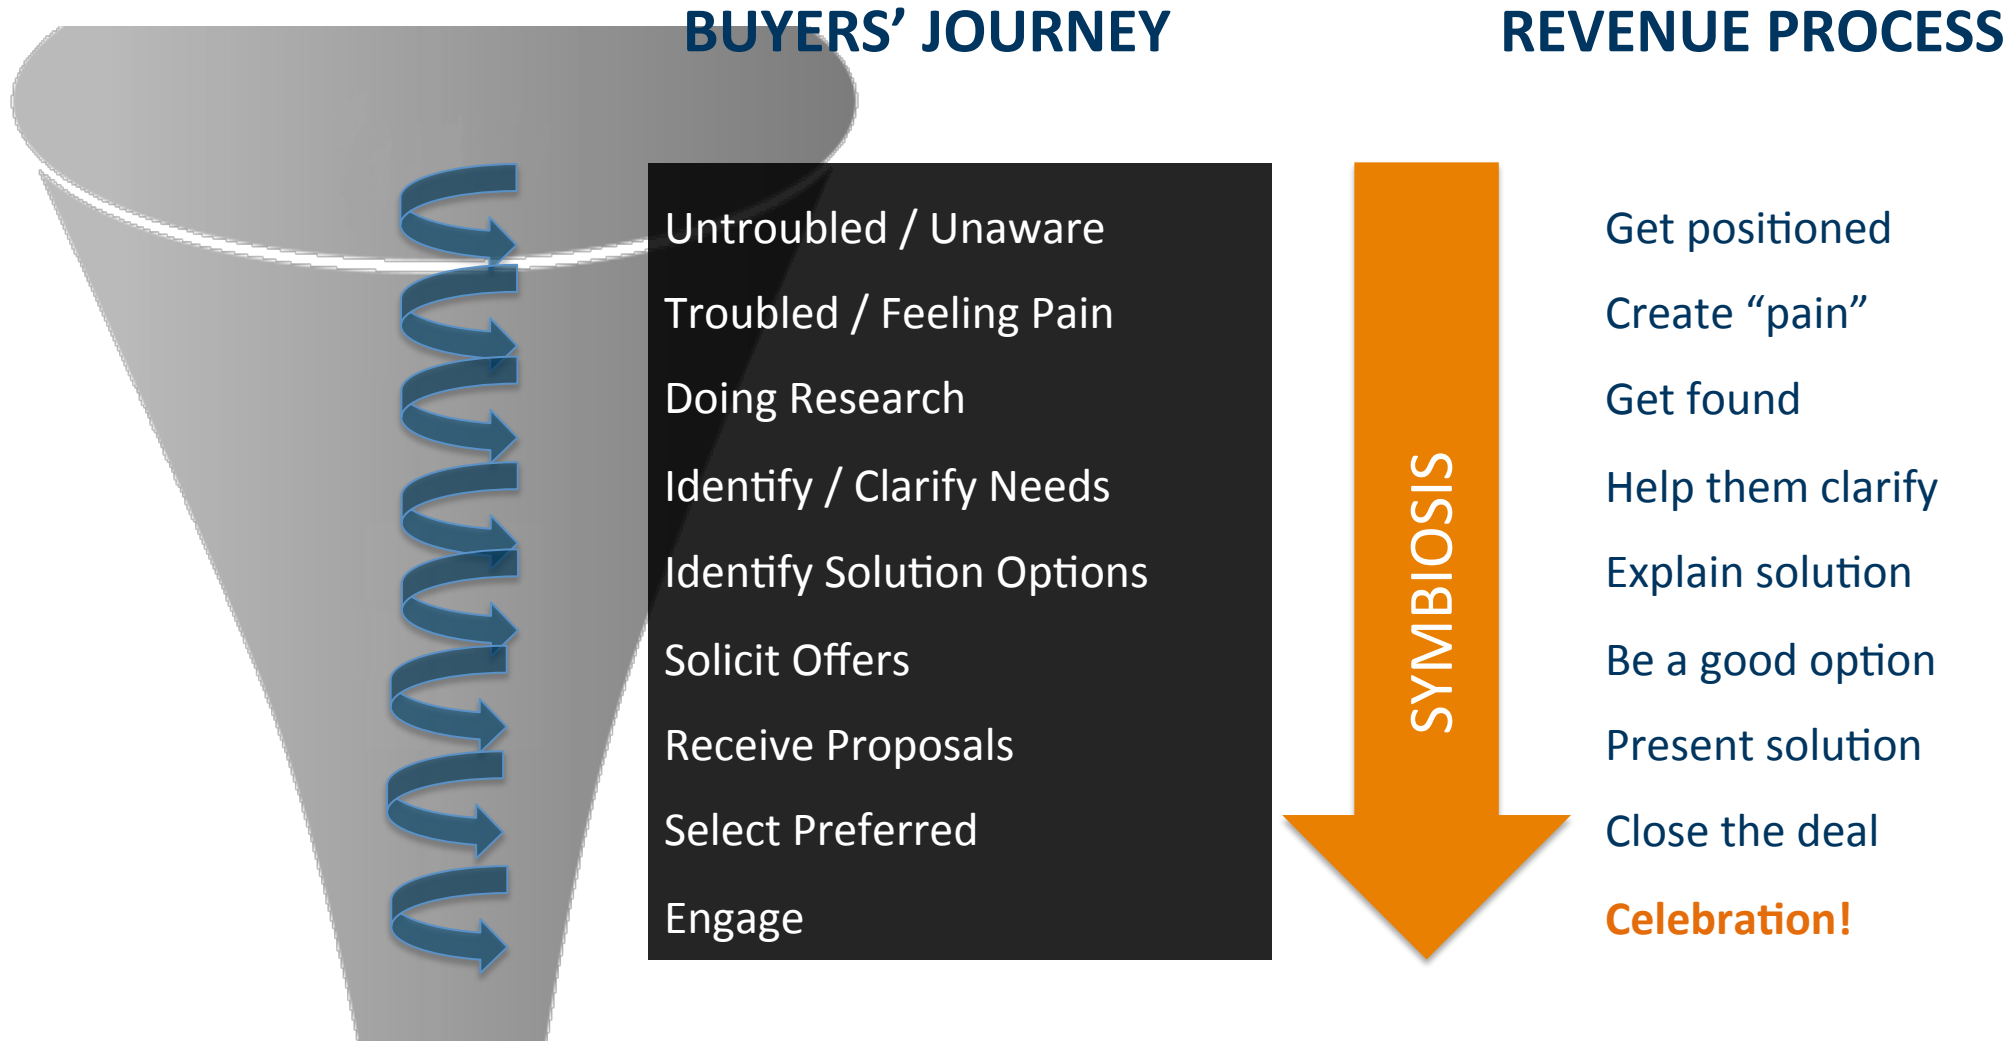 BUYERS’ JOURNEY
REVENUE PROCESS
Untroubled / Unaware
Troubled / Feeling Pain
Doing Research
Identify / Clarify Needs
Identify Solution Options
Solicit Offers
Receive Proposals
Select Preferred
Engage
SYMBIOSIS
Get positioned
Create “pain”
Get found
Help them clarify
Explain solution
Be a good option
Present solution
Close the deal
Celebration!